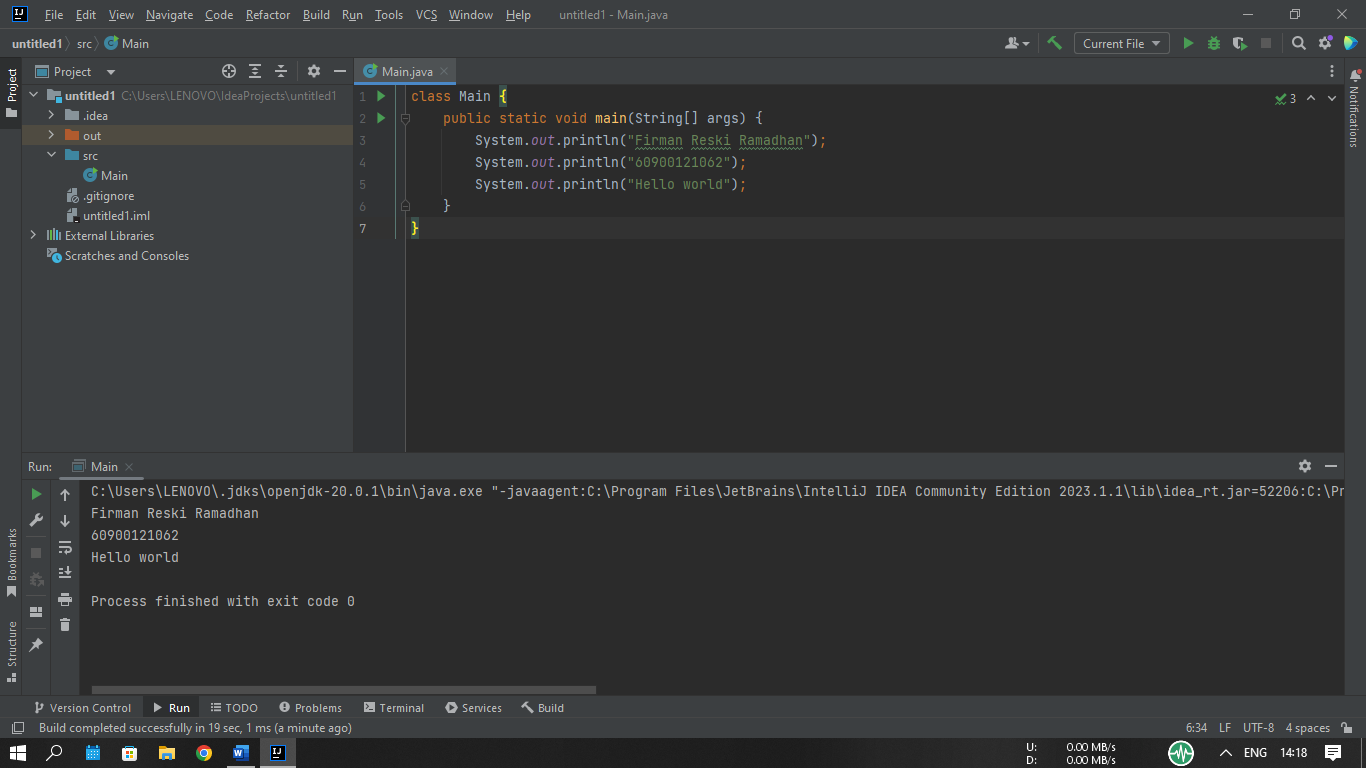 IJ File Edit View Navigate Code Refactor Build Run Tools VCS Window Help untitled1 - Main.java
untitled1 src Main Current File
Project
Main.java
Project
untitled1 C:\Users\LENOVO\IdeaProjects\untitled1
.idea
out
src
Main
.gitignore
untitled1.iml
External Libraries
Scratches and Consoles
1 class Main {
2 public static void main(String[] args) {
3 System.out.println("Firman Reski Ramadhan");
4 System.out.println("60900121062");
5 System.out.println("Hello world");
6 }
7 }
3
Notifications
Run: Main
C:\Users\LENOVO\.jdks\openjdk-20.0.1\bin\java.exe "-javaagent:C:\Program Files\JetBrains\IntelliJ IDEA Community Edition 2023.1.1\lib\idea_rt.jar=52206:C:\Pr
Firman Reski Ramadhan
60900121062
Hello world
Process finished with exit code 0
Bookmarks
Structure
Version Control Run TODO Problems Terminal Services Build
Build completed successfully in 19 sec, 1 ms (a minute ago) 6:34 LF UTF-8 4 spaces
W IJ
U: 0.00 MB/s
D: 0.00 MB/s
ENG 14:18